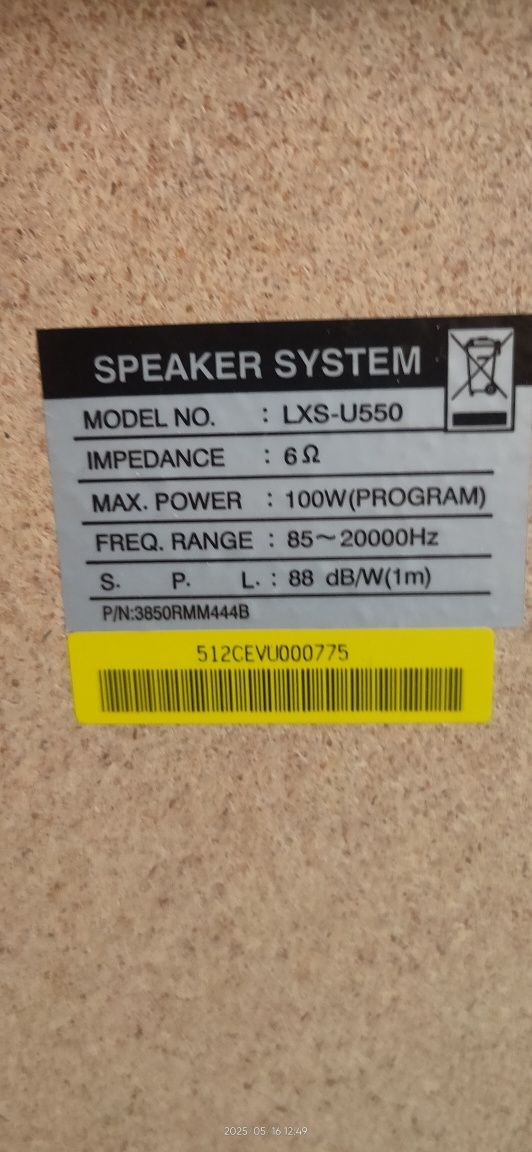 SPEAKER SYSTEM
MODEL NO. : LXS-U550
IMPEDANCE : 6Ω
MAX. POWER : 100W(PROGRAM)
FREQ. RANGE : 85~20000Hz
S. P. L. : 88 dB/W(1m)
P/N:3850RMM444B
512CEVU000775
2025. 05. 16 12:49